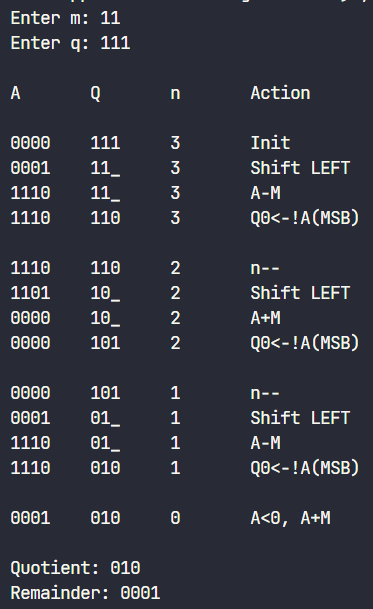 Enter m: 11
Enter q: 111
A Q n Action
0000 111 3 Init
0001 11_ 3 Shift LEFT
1110 11_ 3 A-M
1110 110 3 Q0<-!A(MSB)
1110 110 2 n--
1101 10_ 2 Shift LEFT
0000 10_ 2 A+M
0000 101 2 Q0<-!A(MSB)
0000 101 1 n--
0001 01_ 1 Shift LEFT
1110 01_ 1 A-M
1110 010 1 Q0<-!A(MSB)
0001 010 0 A<0, A+M
Quotient: 010
Remainder: 0001